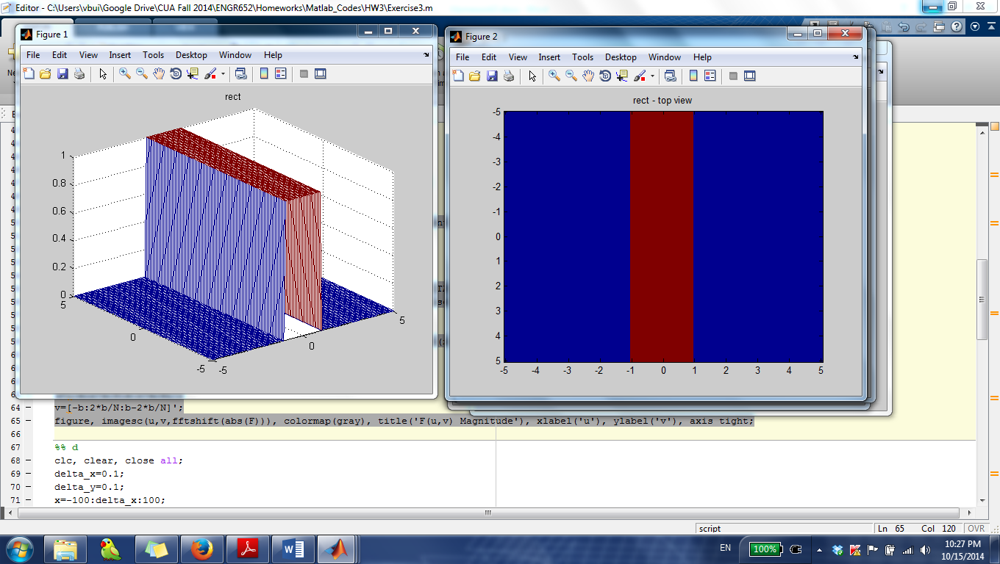 Editor - C:\Users\vbui\Google Drive\CUA Fall 2014\ENGR652\Homeworks\Matlab_Codes\HW3\Exercise3.m
Figure 1
File Edit View Insert Tools Desktop Window Help
rect
1
0.8
0.6
0.4
0.2
0
5
0
-5
-5
0
5
Figure 2
File Edit View Insert Tools Desktop Window Help
rect - top view
-5
-4
-3
-2
-1
0
1
2
3
4
5
-5 -4 -3 -2 -1 0 1 2 3 4 5
64 v=[-b:2*b/N:b-2*b/N]';
65 figure, imagesc(u,v,fftshift(abs(F))), colormap(gray), title('F(u,v) Magnitude'), xlabel('u'), ylabel('v'), axis tight;
66
67 %% d
68 clc, clear, close all;
69 delta_x=0.1;
70 delta_y=0.1;
71 x=-100:delta_x:100;
script Ln 65 Col 120 OVR
EN 100% 10:27 PM
10/15/2014